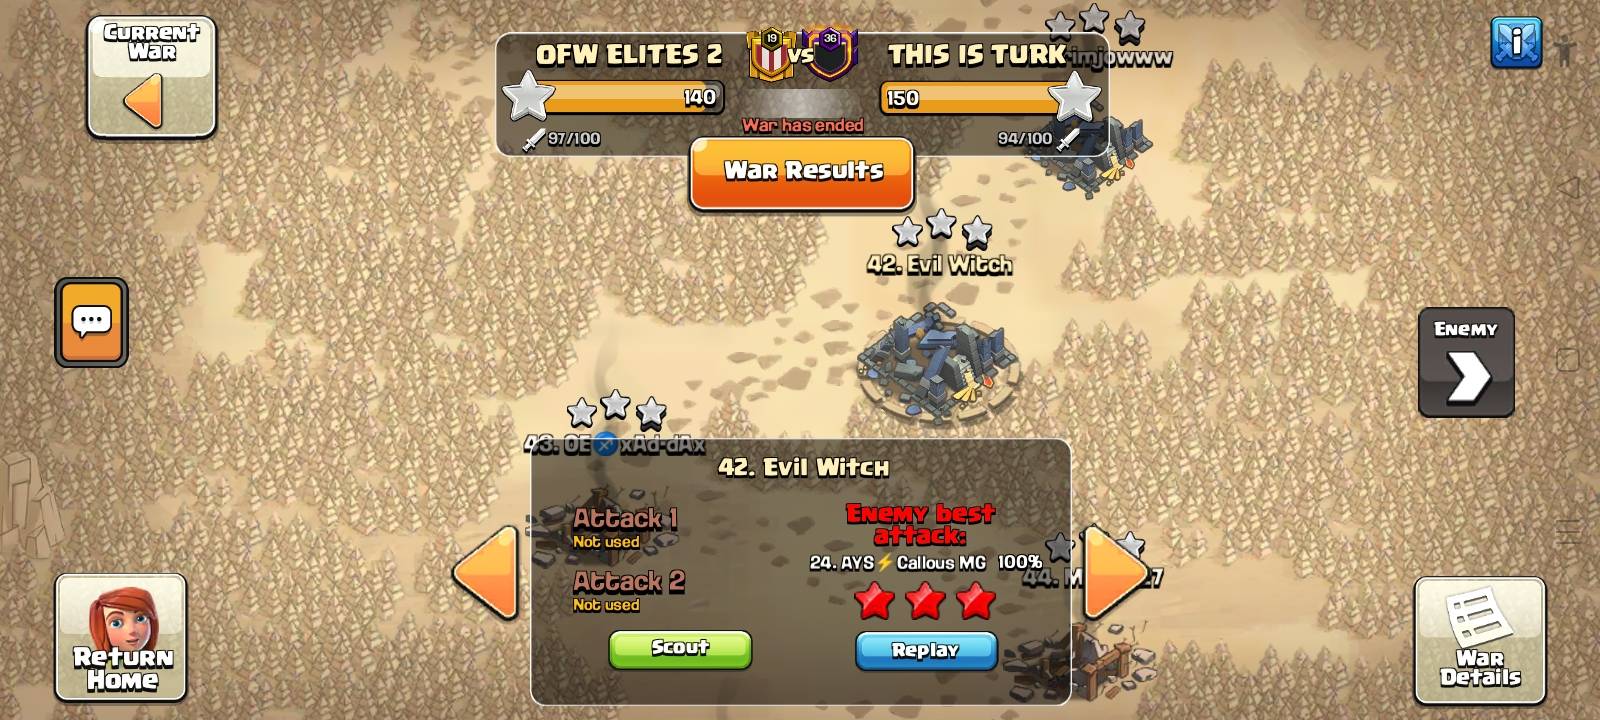 Current
War
OFW ELITES 2
19
VS
36
THIS IS TURK
imjowww
140
150
War has ended
97/100
94/100
War Results
42. Evil Witch
Enemy
43. OE xAd-dAx
42. Evil Witch
Attack 1
Not used
Attack 2
Not used
Enemy best
attack:
24. AYS⚡Callous MG 100%
44. M
7
Scout
Replay
Return
Home
War
Details